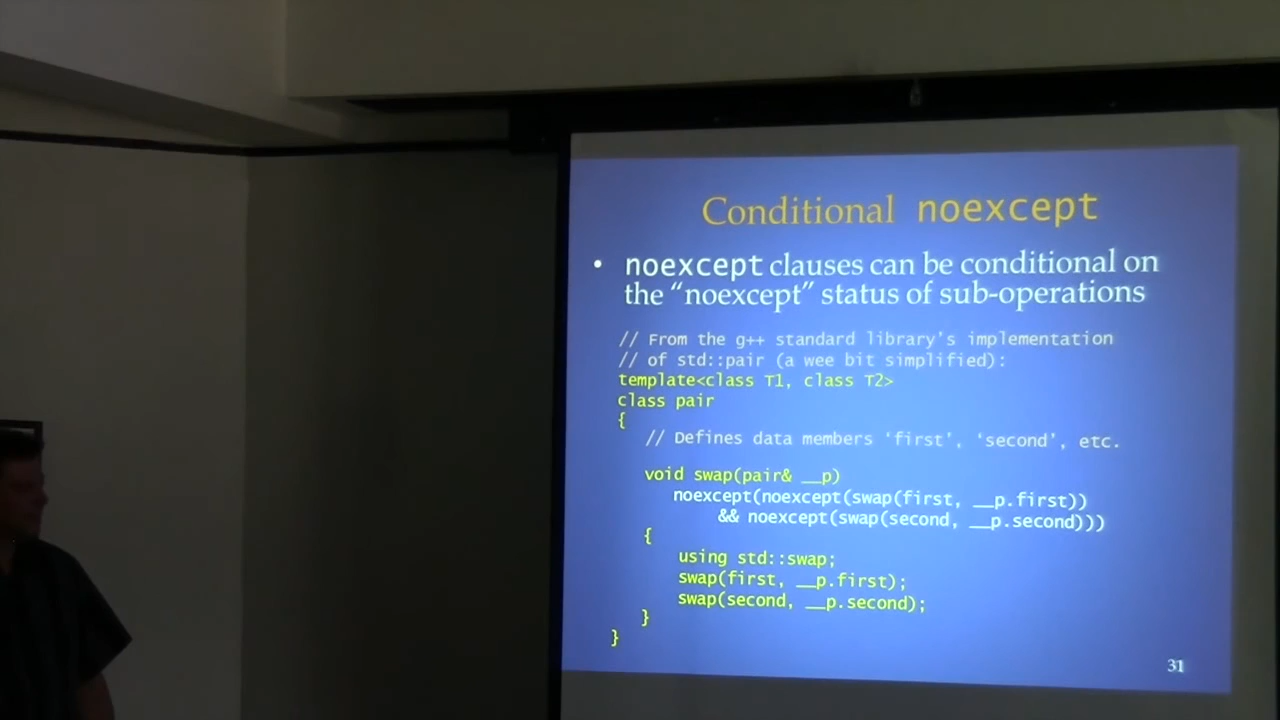 Conditional noexcept
• noexcept clauses can be conditional on
the “noexcept” status of sub-operations
// From the g++ standard library’s implementation
// of std::pair (a wee bit simplified):
template<class T1, class T2>
class pair
{
// Defines data members ‘first’, ‘second’, etc.
void swap(pair& __p)
noexcept(noexcept(swap(first, __p.first))
&& noexcept(swap(second, __p.second)))
{
using std::swap;
swap(first, __p.first);
swap(second, __p.second);
}
}
31